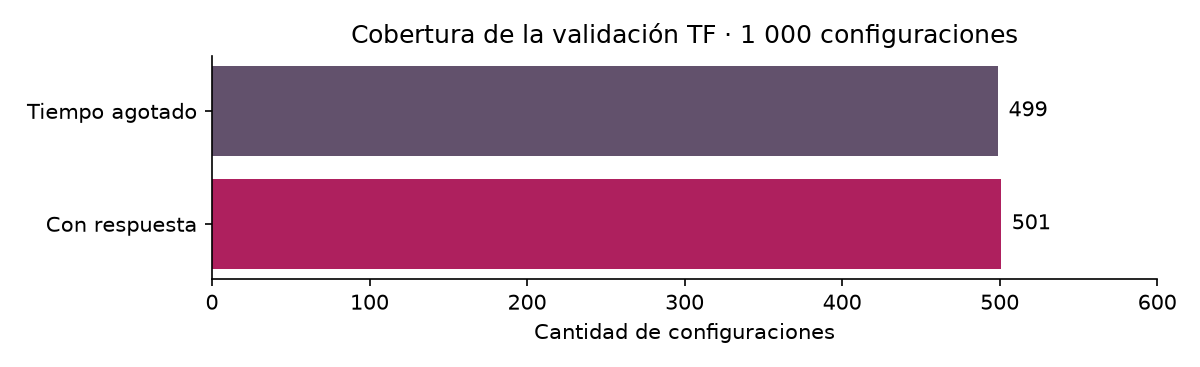 Cobertura de la validación TF · 1 000 configuraciones
Tiempo agotado
499
Con respuesta
501
0 100 200 300 400 500 600
Cantidad de configuraciones